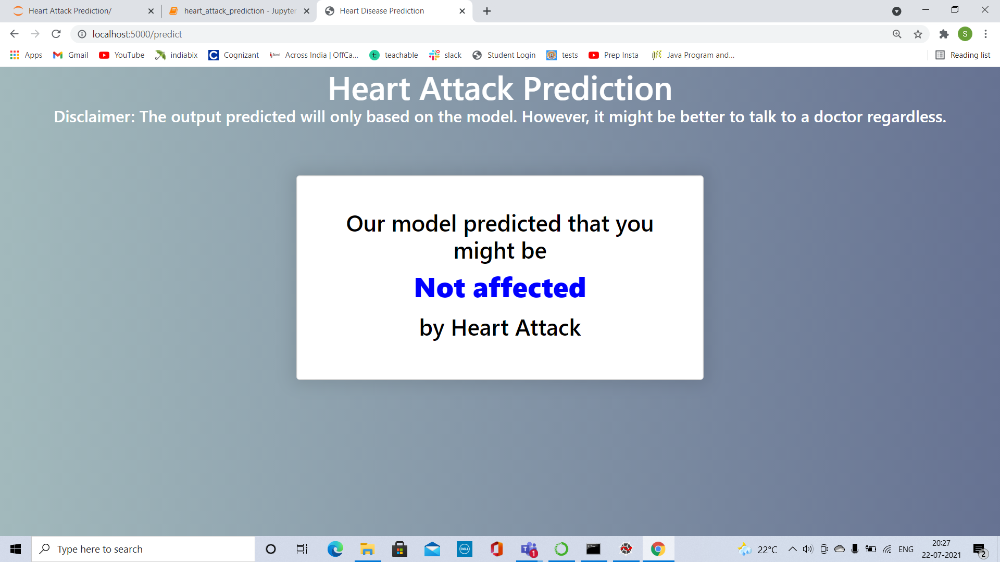 Heart Attack Prediction/
heart_attack_prediction - Jupyter
Heart Disease Prediction
localhost:5000/predict
S
Apps
Gmail
YouTube
indiabix
C
Cognizant
Across India | OffCa...
t:
teachable
slack
Student Login
tests
Prep Insta
Java Program and...
Reading list
Heart Attack Prediction
Disclaimer: The output predicted will only based on the model. However, it might be better to talk to a doctor regardless.
Our model predicted that you
might be
Not affected
by Heart Attack
Type here to search
DELL
T
1
22°C
ENG
20:27
22-07-2021
2